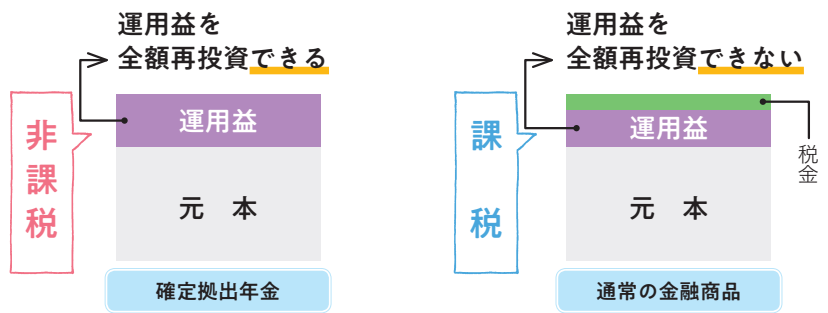 運用益を
全額再投資できる
非課税
運用益
元　本
確定拠出年金
運用益を
全額再投資できない
課　税
運用益
税金
元　本
通常の金融商品